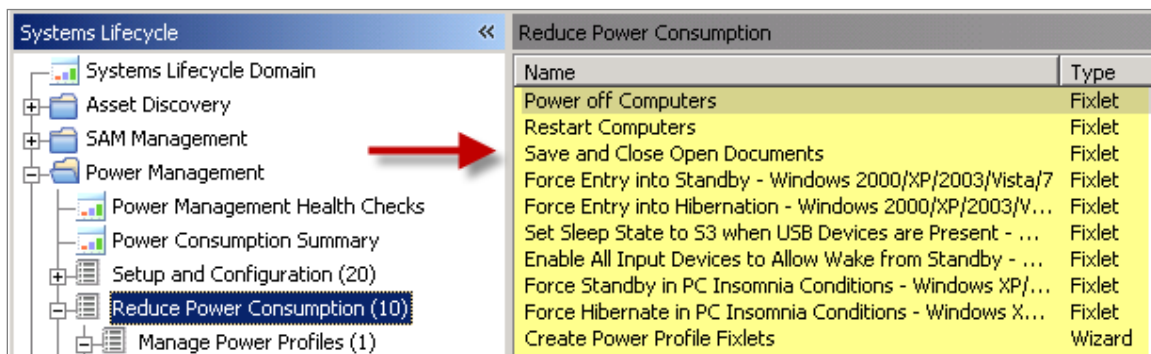 Systems Lifecycle «
Systems Lifecycle Domain
Asset Discovery
SAM Management
Power Management
Power Management Health Checks
Power Consumption Summary
Setup and Configuration (20)
Reduce Power Consumption (10)
Manage Power Profiles (1)
Reduce Power Consumption
Name Type
Power off Computers Fixlet
Restart Computers Fixlet
Save and Close Open Documents Fixlet
Force Entry into Standby - Windows 2000/XP/2003/Vista/7 Fixlet
Force Entry into Hibernation - Windows 2000/XP/2003/V... Fixlet
Set Sleep State to S3 when USB Devices are Present - ... Fixlet
Enable All Input Devices to Allow Wake from Standby - ... Fixlet
Force Standby in PC Insomnia Conditions - Windows XP/... Fixlet
Force Hibernate in PC Insomnia Conditions - Windows X... Fixlet
Create Power Profile Fixlets Wizard